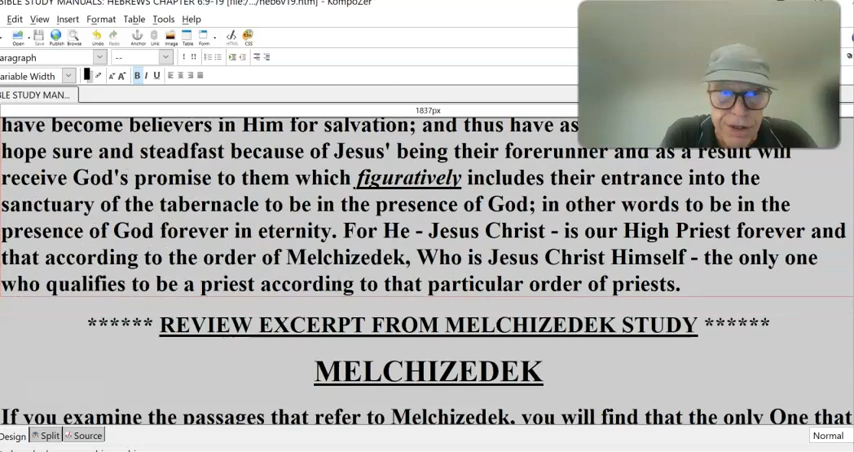 BIBLE STUDY MANUALS: HEBREWS CHAPTER 6:9-19 [file:/.../heb6v19.htm] - KompoZer
Edit View Insert Format Table Tools Help
Open Save Publish Browse Undo Redo Anchor Link Image Table Form HTML CSS
aragraph --
ariable Width B I U
BLE STUDY MAN...
1837px
have become believers in Him for salvation; and thus have as
hope sure and steadfast because of Jesus' being their forerunner and as a result will
receive God's promise to them which figuratively includes their entrance into the
sanctuary of the tabernacle to be in the presence of God; in other words to be in the
presence of God forever in eternity. For He - Jesus Christ - is our High Priest forever and
that according to the order of Melchizedek, Who is Jesus Christ Himself - the only one
who qualifies to be a priest according to that particular order of priests.
****** REVIEW EXCERPT FROM MELCHIZEDEK STUDY ******
MELCHIZEDEK
If you examine the passages that refer to Melchizedek, you will find that the only One that
Design Split Source Normal